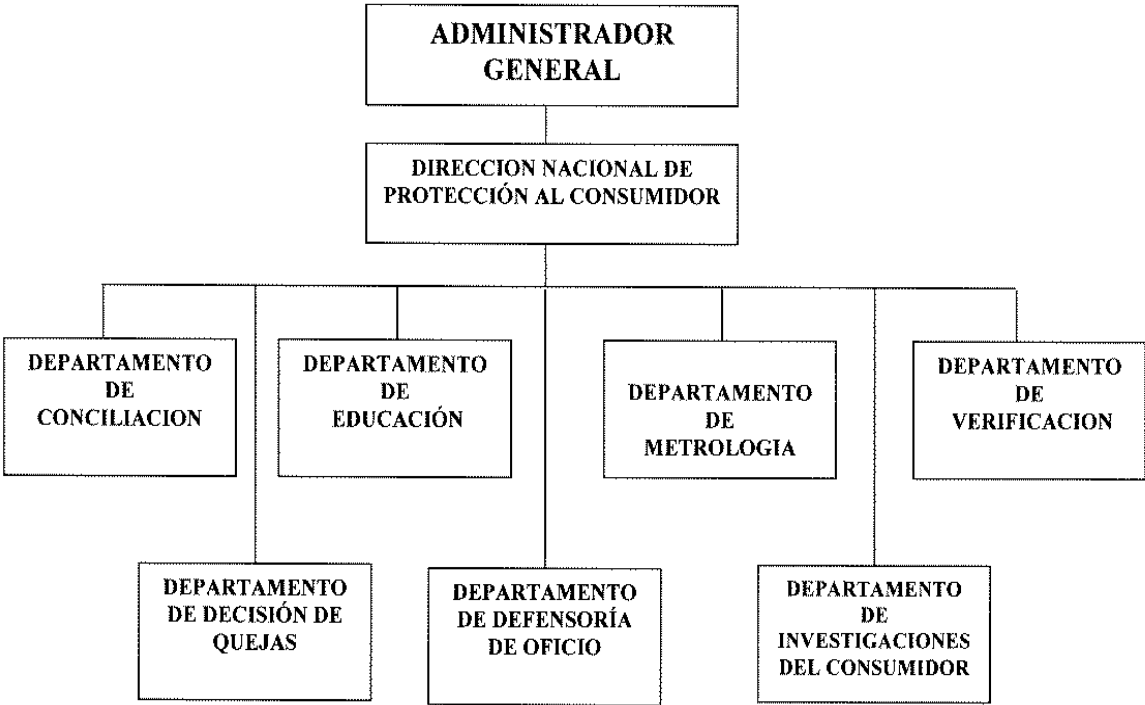 ADMINISTRADOR
GENERAL
DIRECCION NACIONAL DE
PROTECCIÓN AL CONSUMIDOR
DEPARTAMENTO
DE
CONCILIACION
DEPARTAMENTO
DE
EDUCACIÓN
DEPARTAMENTO
DE
METROLOGIA
DEPARTAMENTO
DE
VERIFICACION
DEPARTAMENTO
DE DECISIÓN DE
QUEJAS
DEPARTAMENTO
DE DEFENSORÍA
DE OFICIO
DEPARTAMENTO
DE
INVESTIGACIONES
DEL CONSUMIDOR